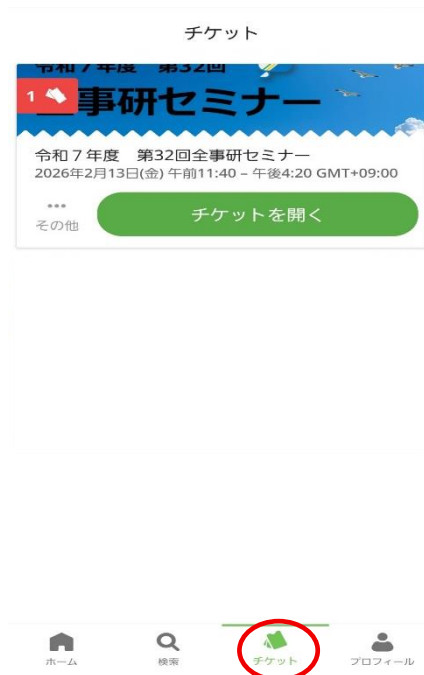 チケット
令和7年度 第32回
1
事研セミナー
令和7年度 第32回全事研セミナー
2026年2月13日(金) 午前11:40 – 午後4:20 GMT+09:00
その他
チケットを開く
ホーム
検索
チケット
プロフィール